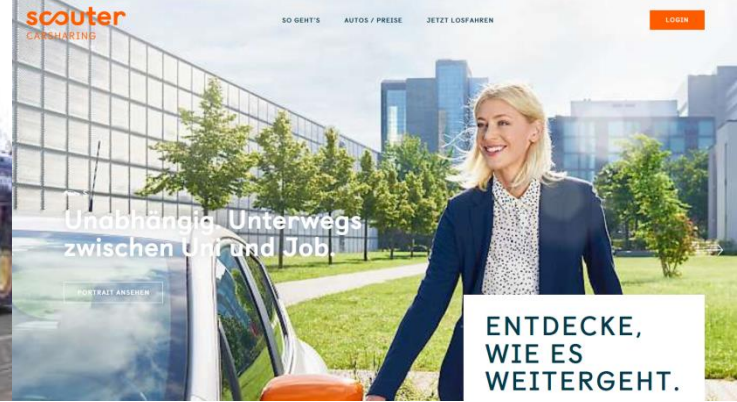 scouter
CARSHARING
SO GEHT'S
AUTOS / PREISE
JETZT LOSFAHREN
LOGIN
Unabhängig. Unterwegs
zwischen Uni und Job.
PORTRAIT ANSEHEN
ENTDECKE,
WIE ES
WEITERGEHT.